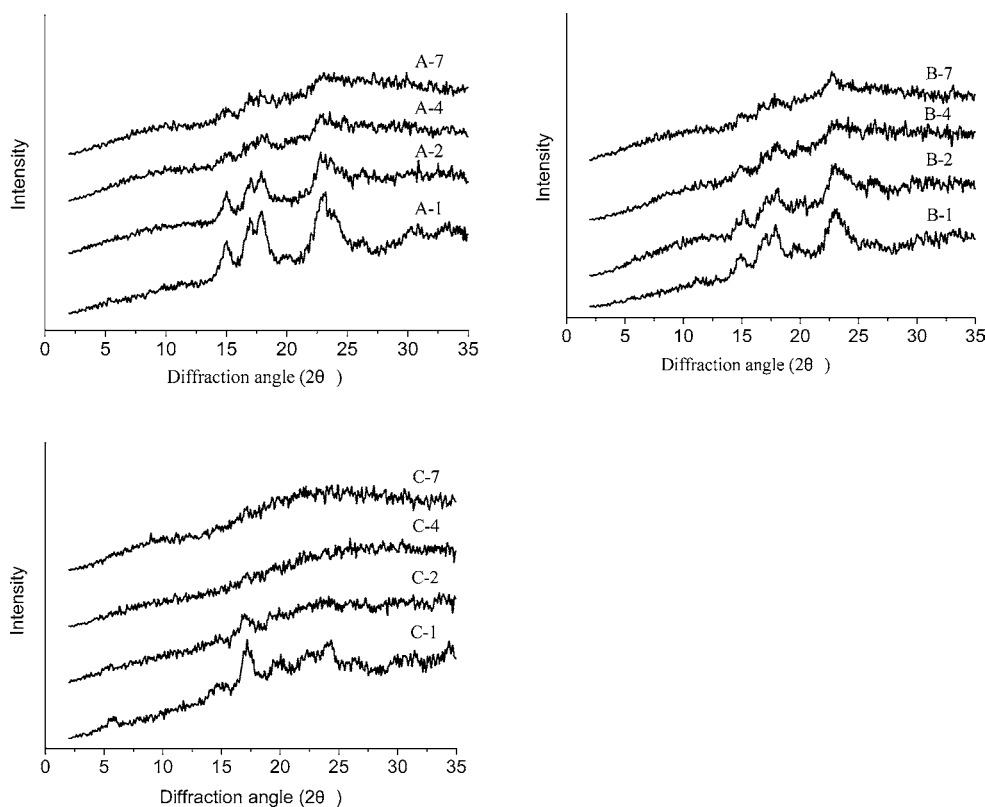 A-7
A-4
A-2
A-1
Intensity
0 5 10 15 20 25 30 35
Diffraction angle (2θ )
B-7
B-4
B-2
B-1
Intensity
0 5 10 15 20 25 30 35
Diffraction angle (2θ )
C-7
C-4
C-2
C-1
Intensity
0 5 10 15 20 25 30 35
Diffraction angle (2θ )